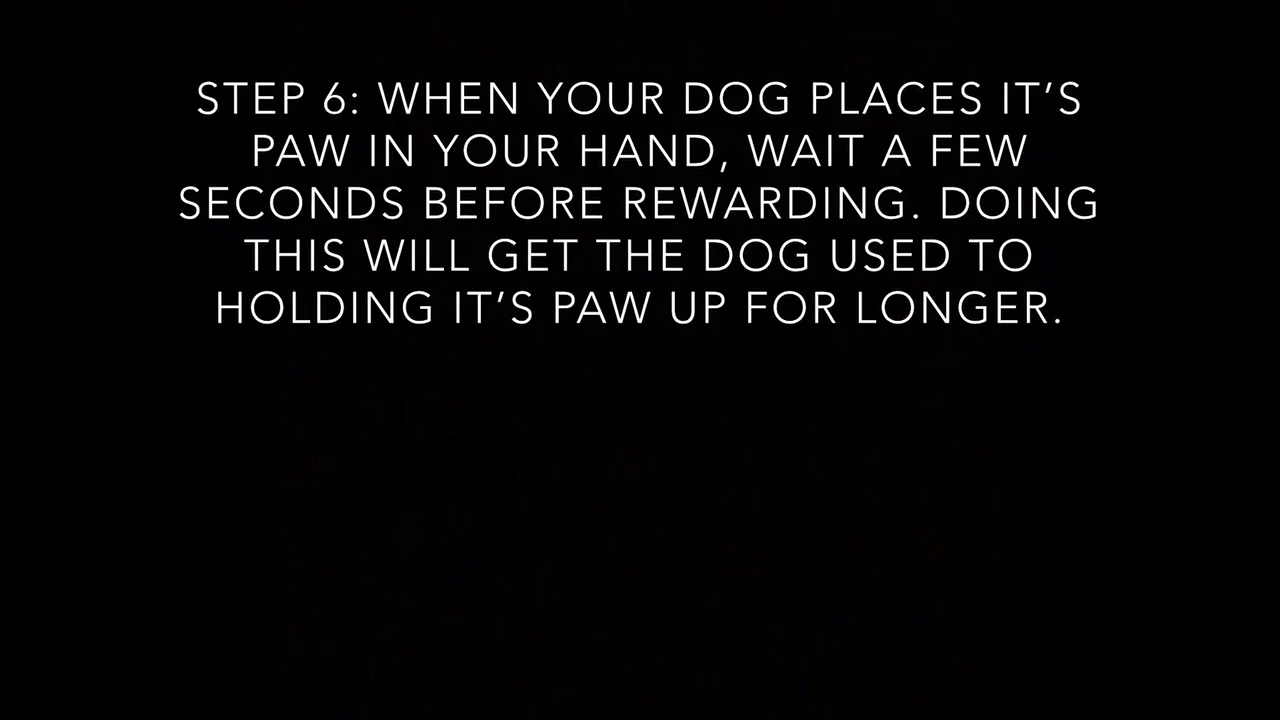 STEP 6: WHEN YOUR DOG PLACES IT’S
PAW IN YOUR HAND, WAIT A FEW
SECONDS BEFORE REWARDING. DOING
THIS WILL GET THE DOG USED TO
HOLDING IT’S PAW UP FOR LONGER.